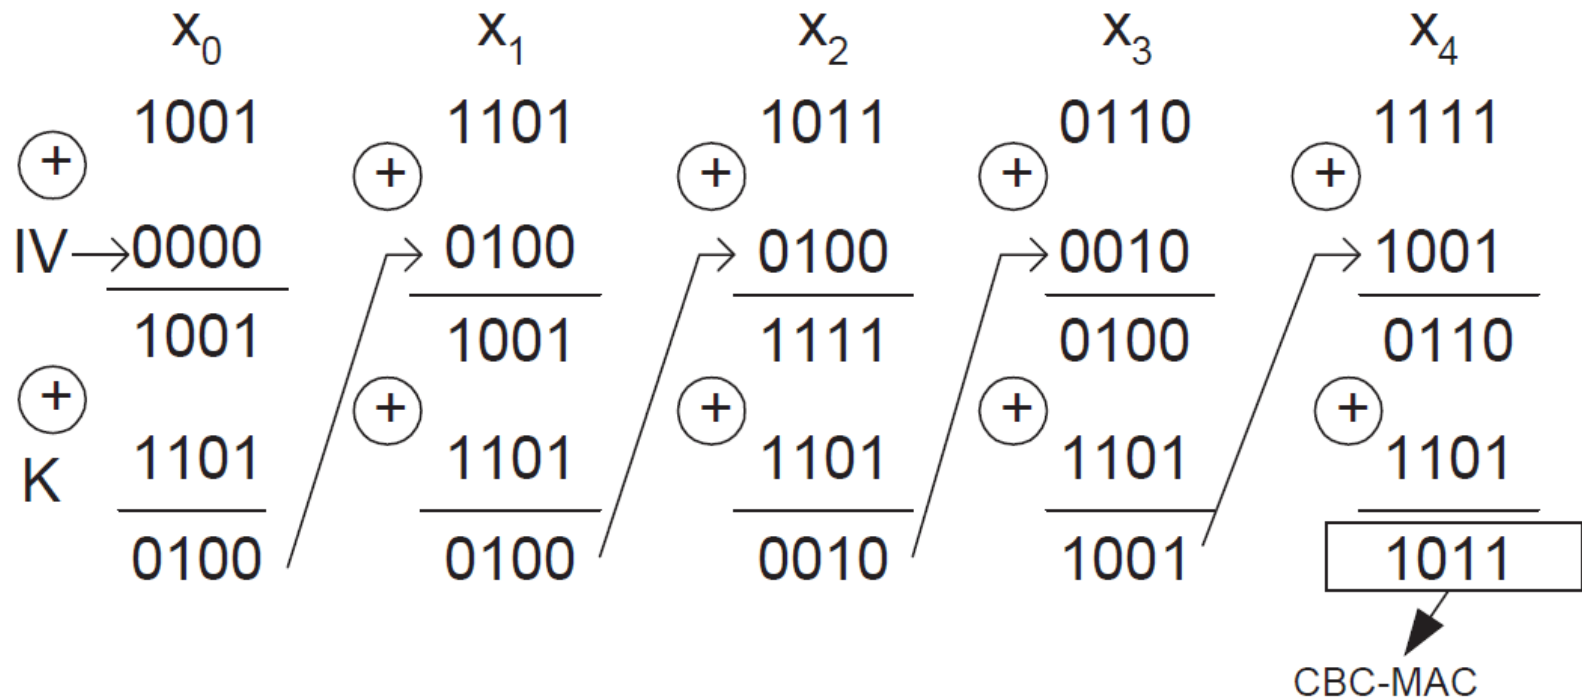 x0 x1 x2 x3 x4
1001 1101 1011 0110 1111
+ + + + +
IV 0000 0100 0100 0010 1001
1001 1001 1111 0100 0110
+ + + + +
K 1101 1101 1101 1101 1101
0100 0100 0010 1001 1011
CBC-MAC